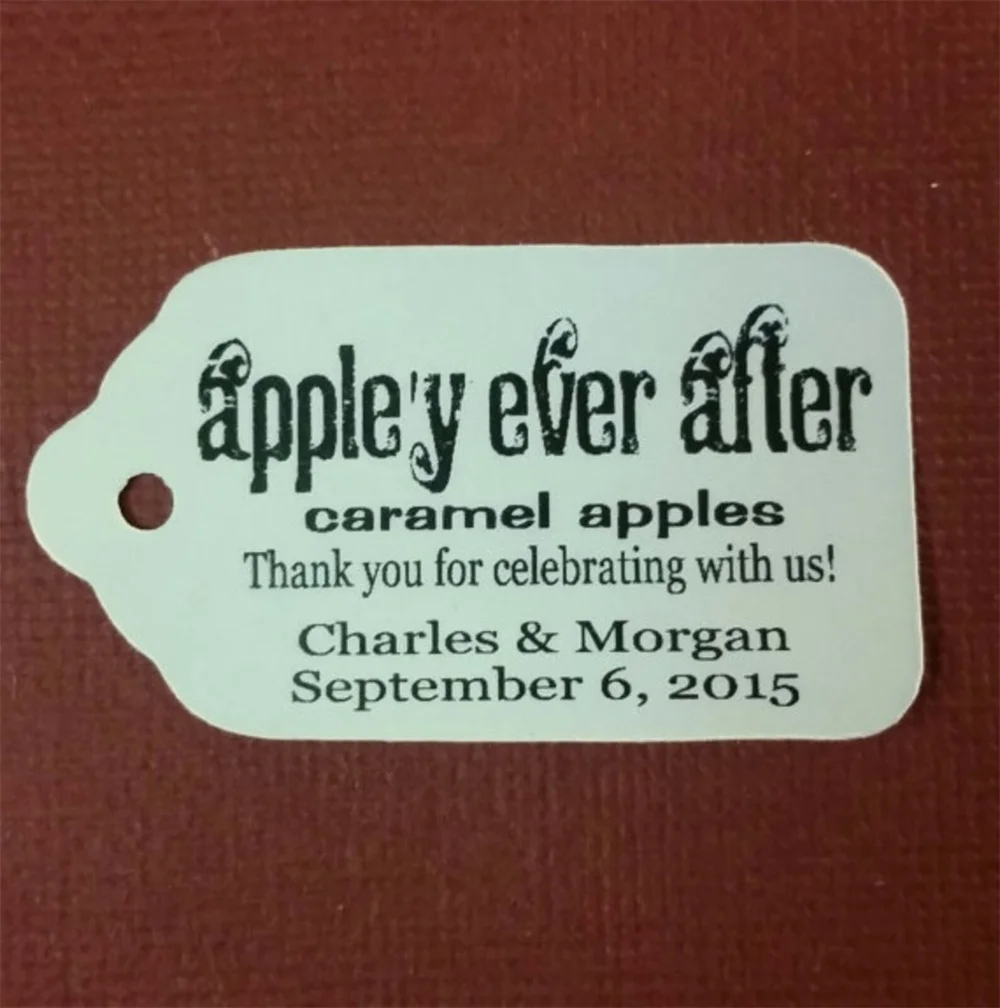 apple'y ever after
caramel apples
Thank you for celebrating with us!
Charles & Morgan
September 6, 2015